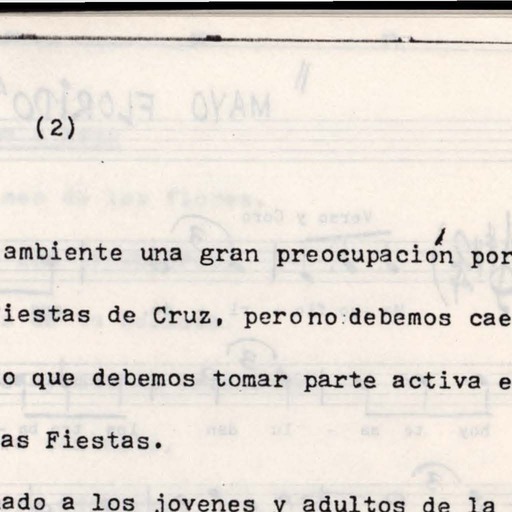 (2)
ambiente una gran preocupación por
iestas de Cruz, pero no debemos cae
o que debemos tomar parte activa e
as Fiestas.
ado a los jovenes y adultos de la